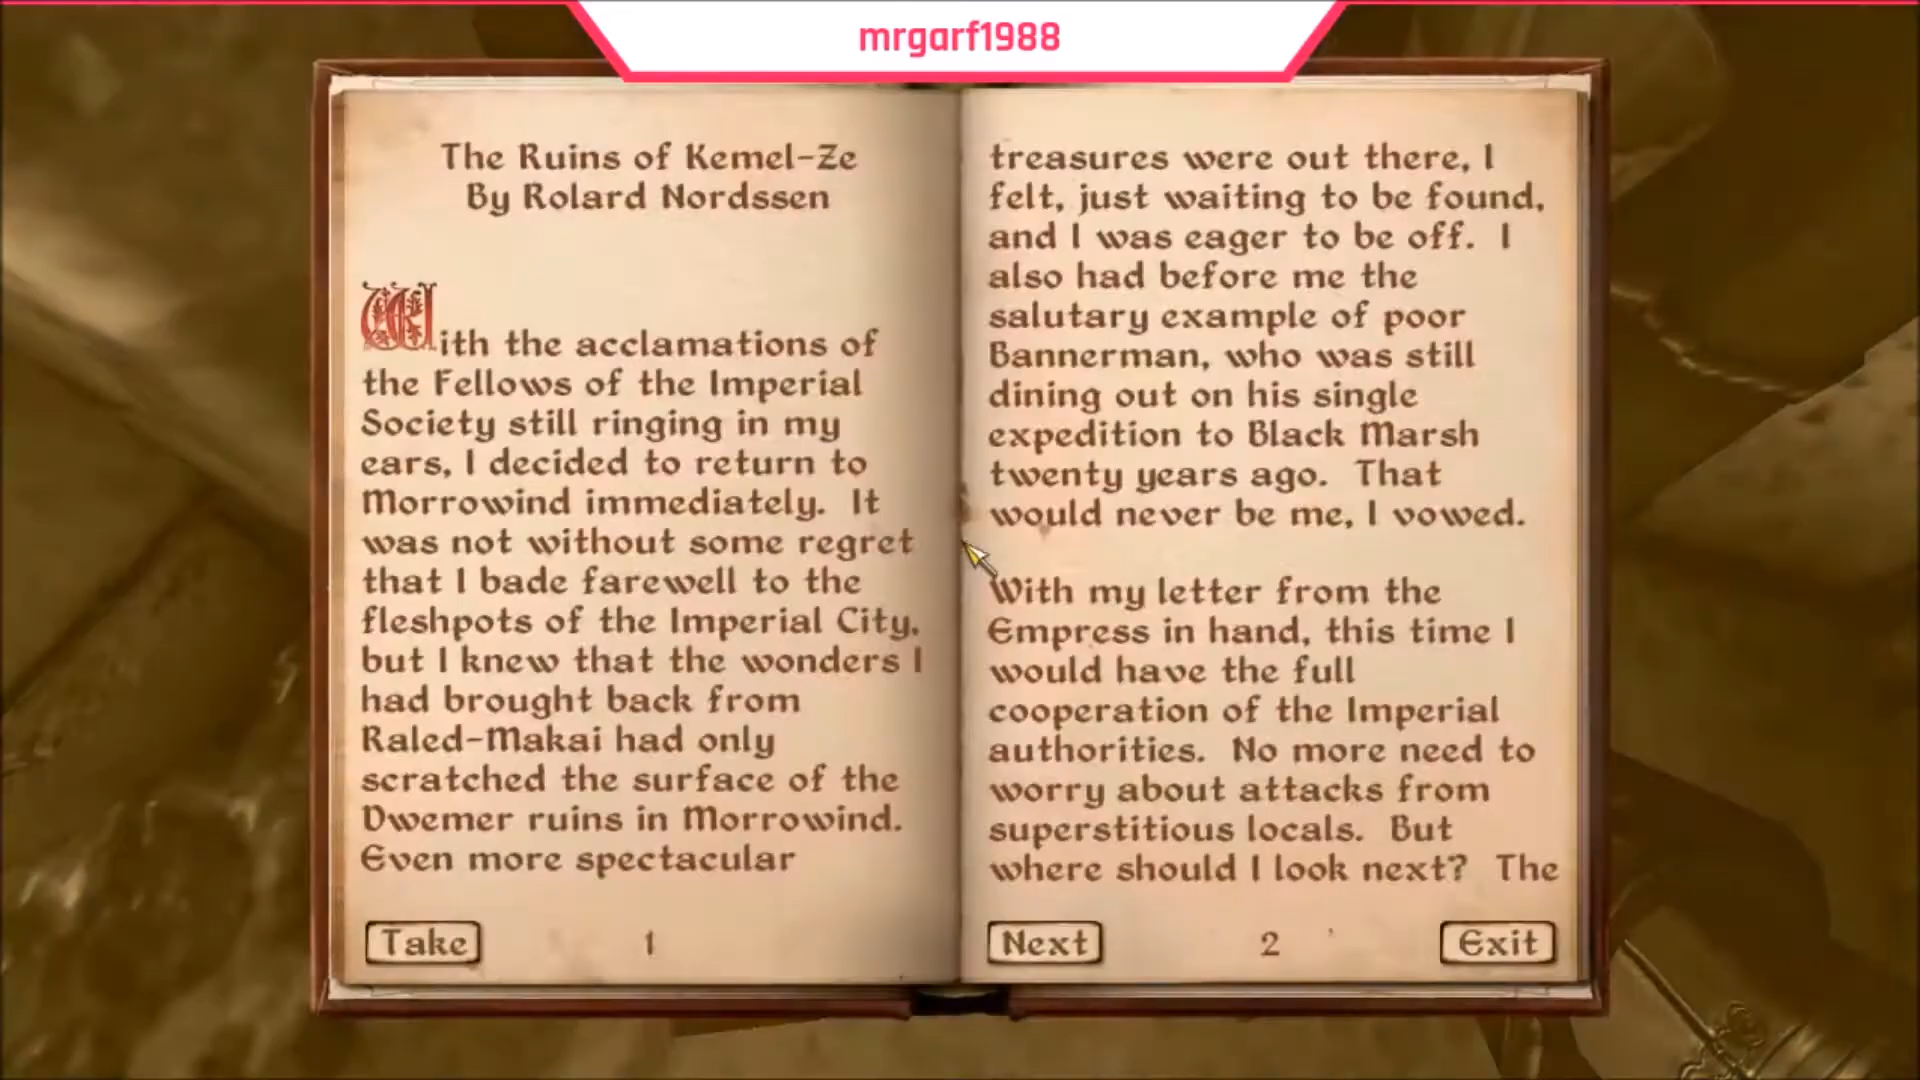 mrgarf1988
The Ruins of Kemel-Ze
By Rolard Nordssen
With the acclamations of
the Fellows of the Imperial
Society still ringing in my
ears, I decided to return to
Morrowind immediately. It
was not without some regret
that I bade farewell to the
fleshpots of the Imperial City,
but I knew that the wonders I
had brought back from
Raled-Makai had only
scratched the surface of the
Dwemer ruins in Morrowind.
Even more spectacular
Take
1
treasures were out there, I
felt, just waiting to be found,
and I was eager to be off. I
also had before me the
salutary example of poor
Bannerman, who was still
dining out on his single
expedition to Black Marsh
twenty years ago. That
would never be me, I vowed.
With my letter from the
Empress in hand, this time I
would have the full
cooperation of the Imperial
authorities. No more need to
worry about attacks from
superstitious locals. But
where should I look next? The
Next
2
Exit